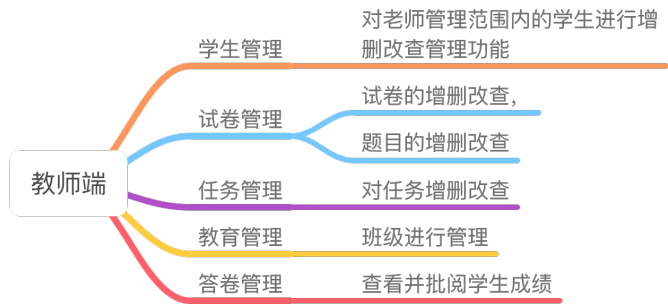 对老师管理范围内的学生进行增
删改查管理功能
学生管理
试卷的增删改查，
试卷管理
题目的增删改查
教师端
任务管理
对任务增删改查
教育管理
班级进行管理
答卷管理
查看并批阅学生成绩